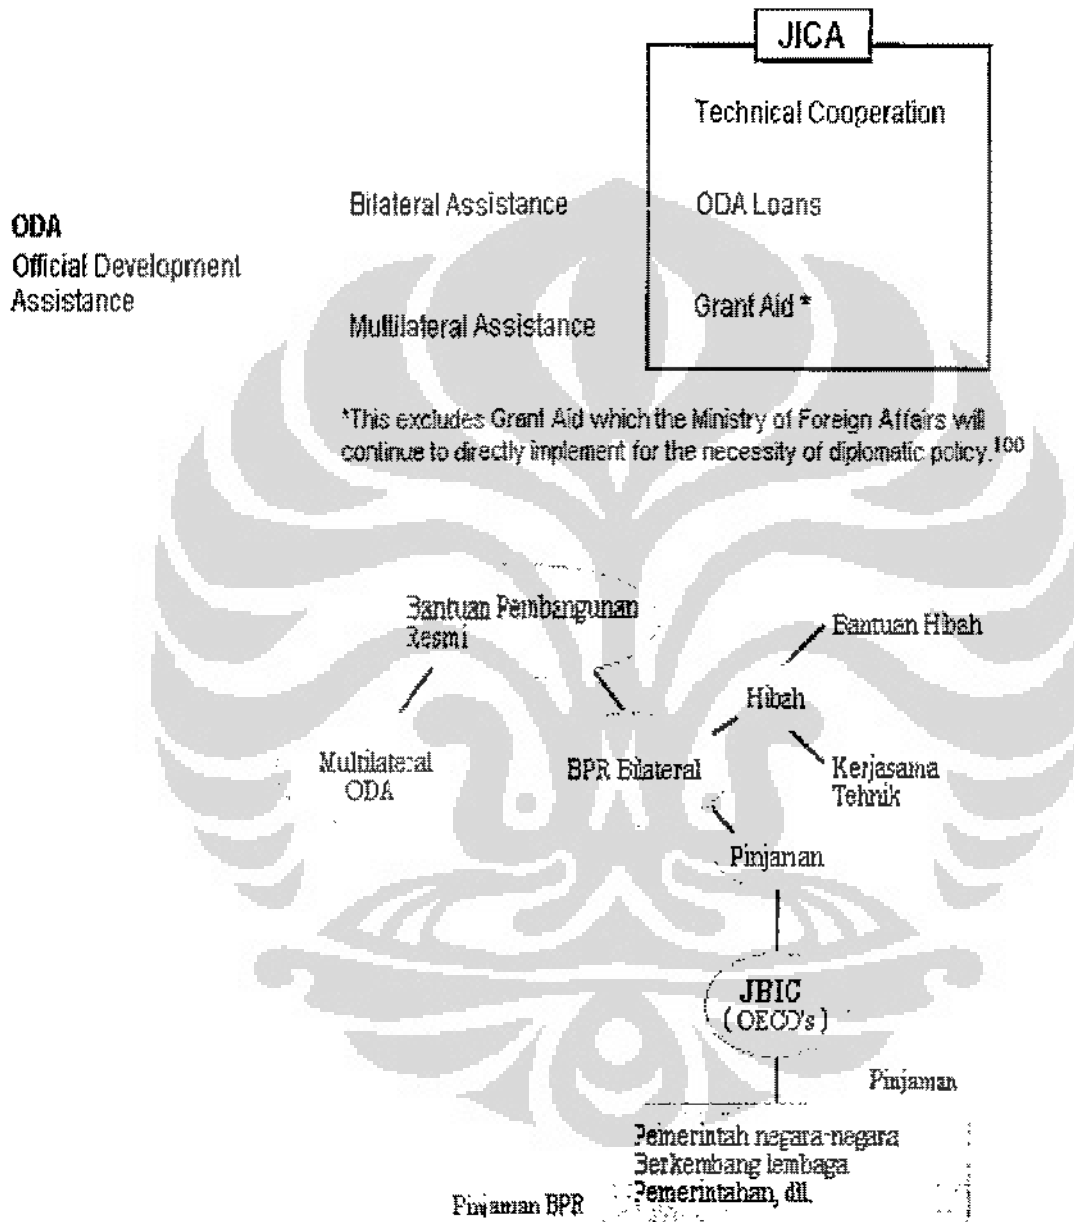 JICA
Technical Cooperation
Bilateral Assistance
ODA Loans
ODA
Official Development
Assistance
Multilateral Assistance
Grant Aid *
*This excludes Grant Aid which the Ministry of Foreign Affairs will
continue to directly implement for the necessity of diplomatic policy.100
Bantuan Pembangunan
Resmi
Bantuan Hibah
Hibah
Multilateral
ODA
BPR Bilateral
Kerjasama
Tehnik
Pinjaman
JBIC
( OECD's )
Pinjaman
Pemerintah negara-negara
Berkembang lembaga
Pemerintahan, dll.
Pinjaman BPR